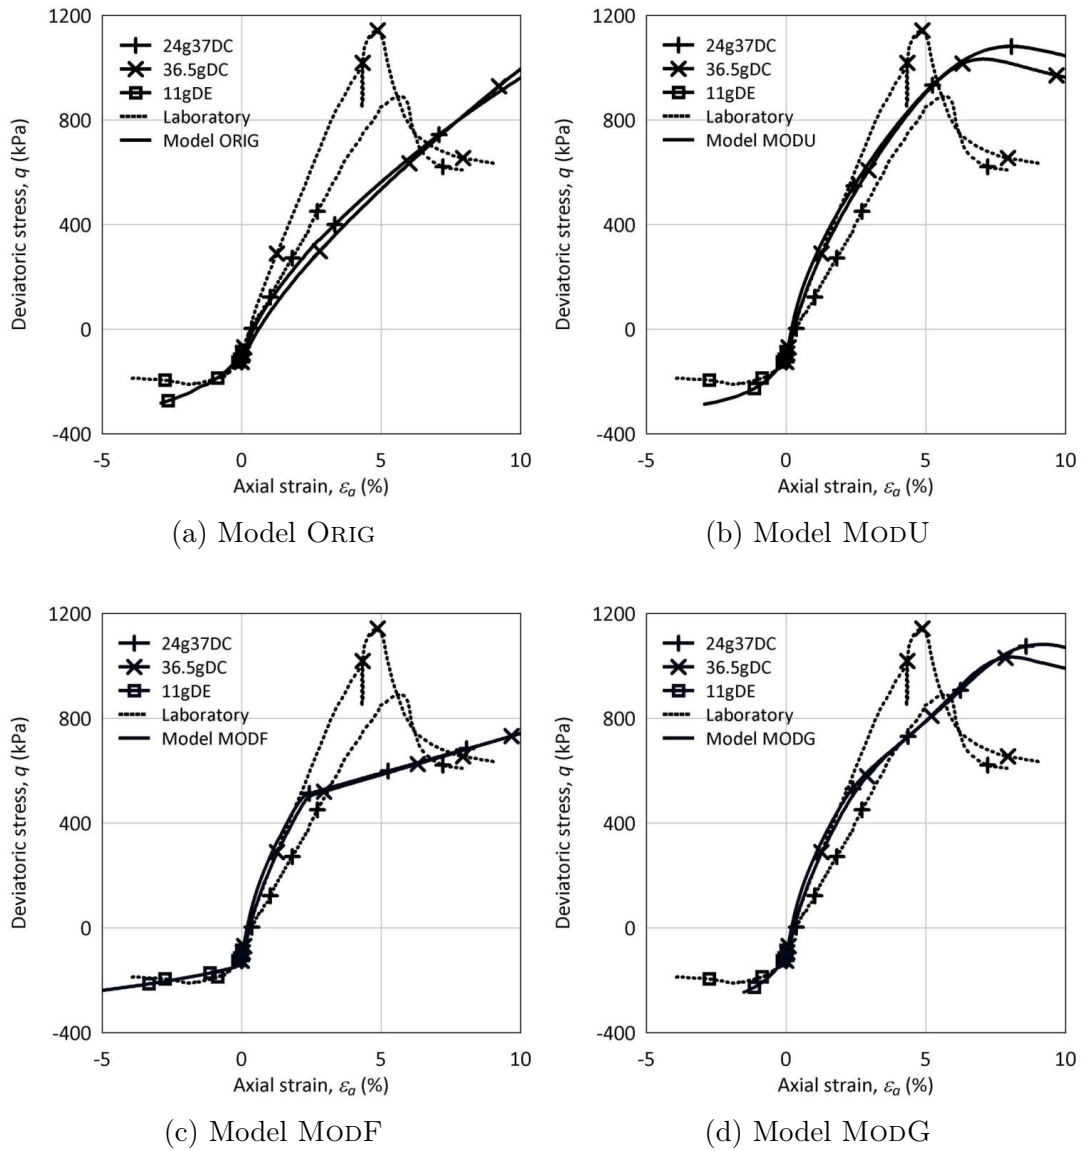 1200
800
400
0
-400
Deviatoric stress, q (kPa)
24g37DC
36.5gDC
11gDE
Laboratory
Model ORIG
-5 0 5 10
Axial strain, εa (%)
(a) Model ORIG
1200
800
400
0
-400
Deviatoric stress, q (kPa)
24g37DC
36.5gDC
11gDE
Laboratory
Model MODU
-5 0 5 10
Axial strain, εa (%)
(b) Model MODU
1200
800
400
0
-400
Deviatoric stress, q (kPa)
24g37DC
36.5gDC
11gDE
Laboratory
Model MODF
-5 0 5 10
Axial strain, εa (%)
(c) Model MODF
1200
800
400
0
-400
Deviatoric stress, q (kPa)
24g37DC
36.5gDC
11gDE
Laboratory
Model MODG
-5 0 5 10
Axial strain, εa (%)
(d) Model MODG